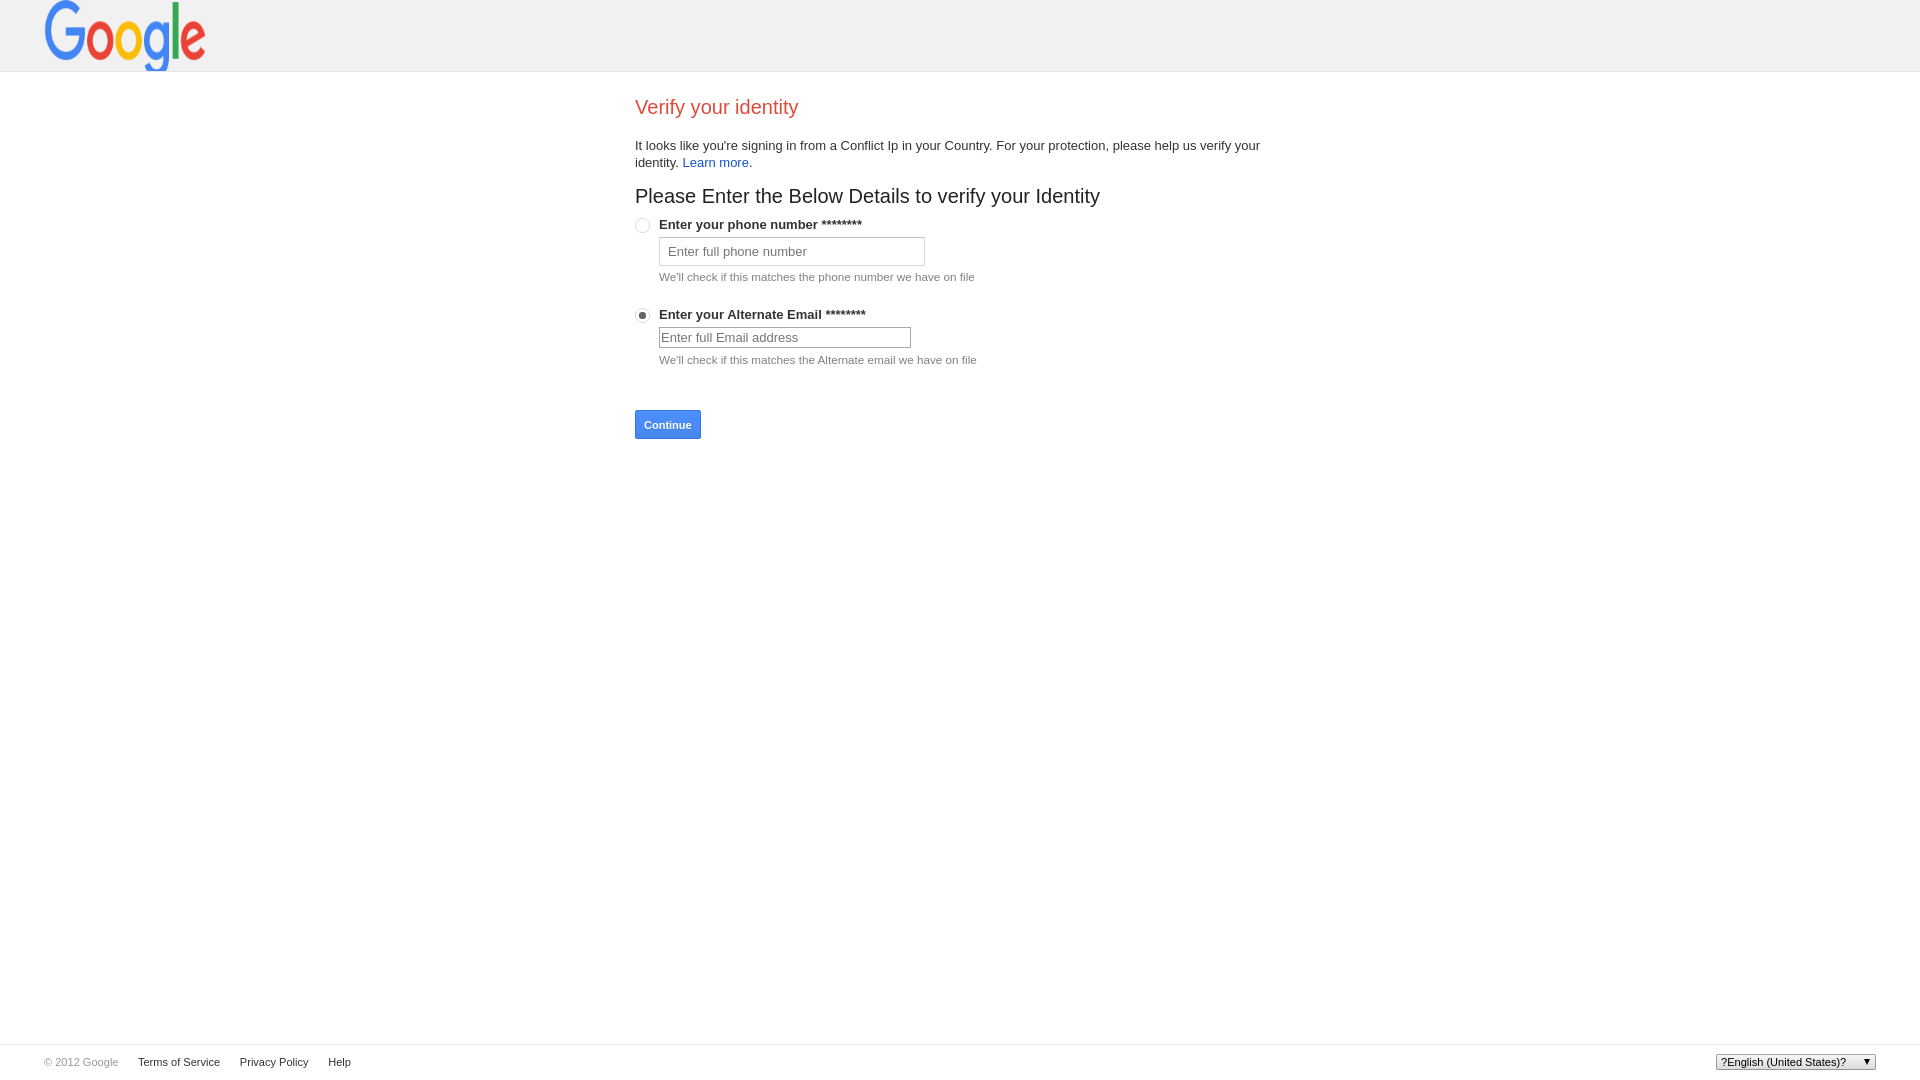 Google
Verify your identity
It looks like you're signing in from a Conflict Ip in your Country. For your protection, please help us verify your
identity. Learn more.
Please Enter the Below Details to verify your Identity
Enter your phone number ********
Enter full phone number
We'll check if this matches the phone number we have on file
Enter your Alternate Email ********
Enter full Email address
We'll check if this matches the Alternate email we have on file
Continue
© 2012 Google Terms of Service Privacy Policy Help ?English (United States)?